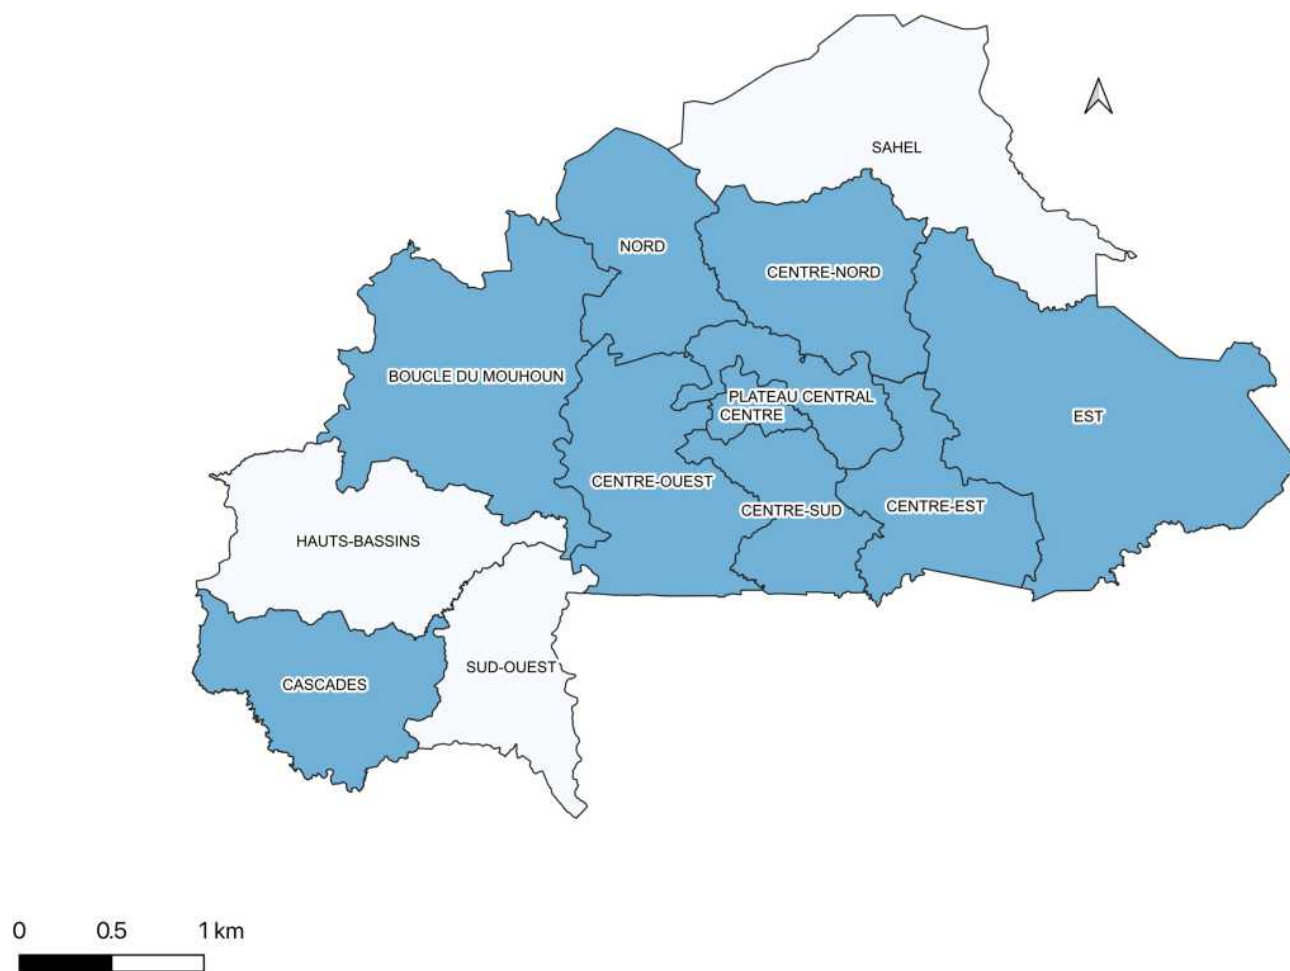 SAHEL
NORD
CENTRE-NORD
BOUCLE DU MOUHOUN
PLATEAU CENTRAL
CENTRE
EST
CENTRE-OUEST
CENTRE-EST
CENTRE-SUD
HAUTS-BASSINS
SUD-OUEST
CASCADES
0 0.5 1 km